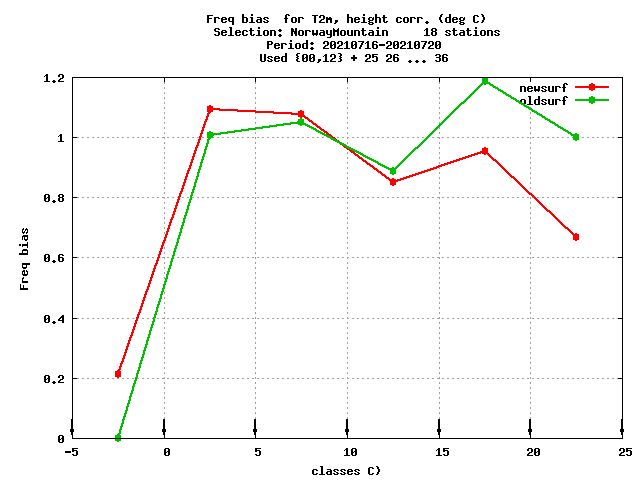 Freq bias  for T2m, height corr. (deg C)
Selection: NorwayMountain     18 stations
Period: 20210716-20210720
Used {00,12} + 25 26 ... 36
newsurf
oldsurf
1.2
1
0.8
0.6
0.4
0.2
0
Freq bias
-5 0 5 10 15 20 25
classes C)